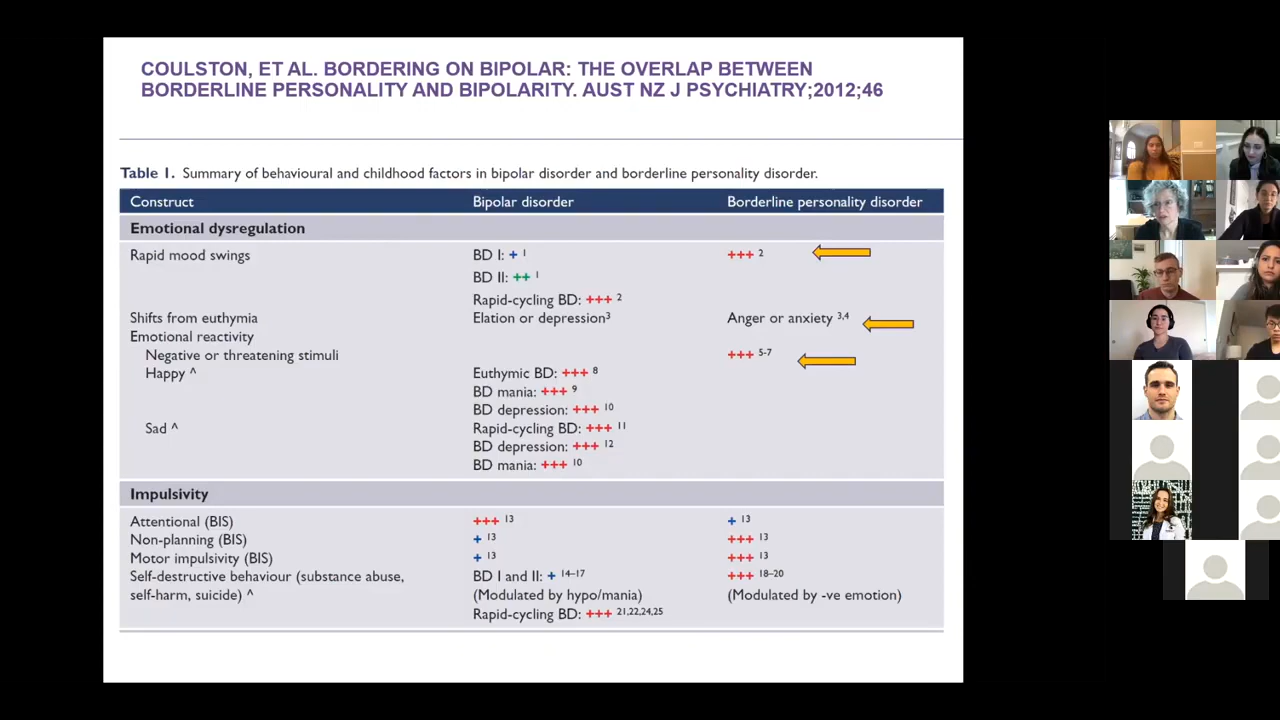 COULSTON, ET AL. BORDERING ON BIPOLAR: THE OVERLAP BETWEEN
BORDERLINE PERSONALITY AND BIPOLARITY. AUST NZ J PSYCHIATRY;2012;46
Table 1. Summary of behavioural and childhood factors in bipolar disorder and borderline personality disorder.
Construct Bipolar disorder Borderline personality disorder
Emotional dysregulation
Rapid mood swings BD I: + 1 +++ 2
BD II: ++ 1
Rapid-cycling BD: +++ 2
Shifts from euthymia Elation or depression3 Anger or anxiety 3,4
Emotional reactivity
Negative or threatening stimuli +++ 5-7
Happy ^ Euthymic BD: +++ 8
BD mania: +++ 9
BD depression: +++ 10
Sad ^ Rapid-cycling BD: +++ 11
BD depression: +++ 12
BD mania: +++ 10
Impulsivity
Attentional (BIS) +++ 13 + 13
Non-planning (BIS) + 13 +++ 13
Motor impulsivity (BIS) + 13 +++ 13
Self-destructive behaviour (substance abuse, BD I and II: + 14–17 +++ 18–20
self-harm, suicide) ^ (Modulated by hypo/mania) (Modulated by -ve emotion)
Rapid-cycling BD: +++ 21,22,24,25